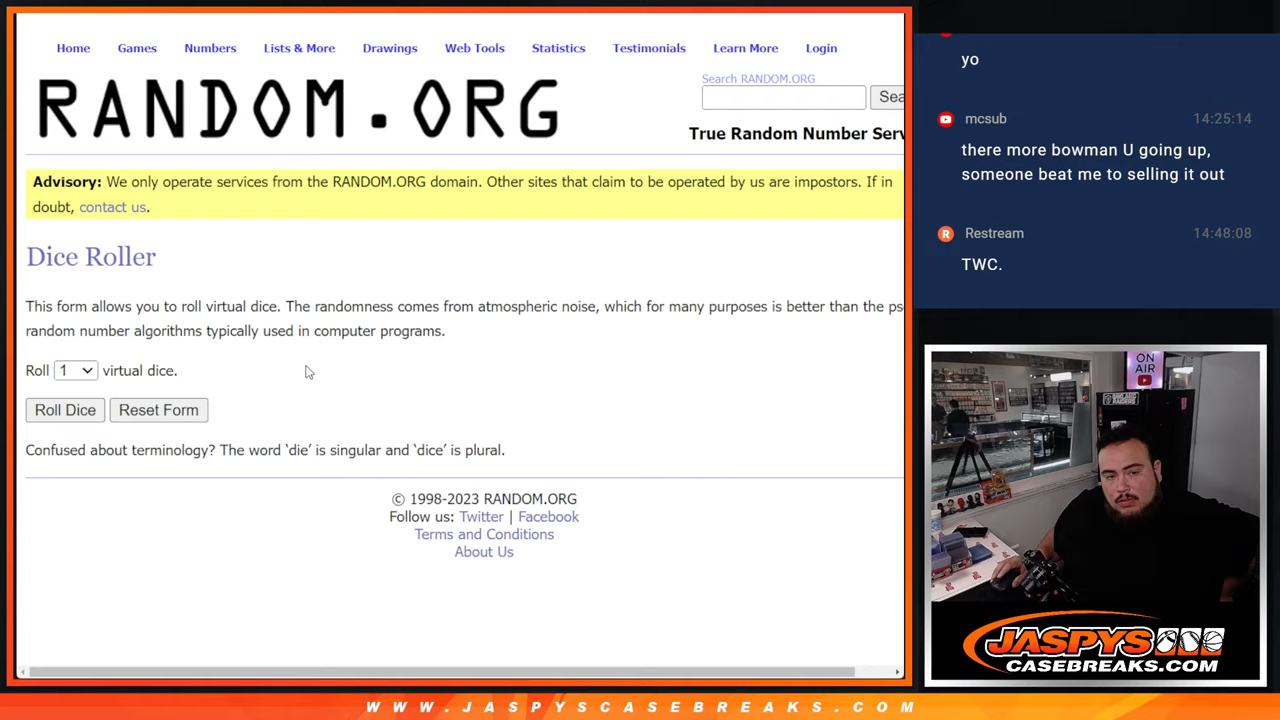 Home Games Numbers Lists & More Drawings Web Tools Statistics Testimonials Learn More Login
RANDOM.ORG
Search RANDOM.ORG
Sea
True Random Number Serv
Advisory: We only operate services from the RANDOM.ORG domain. Other sites that claim to be operated by us are impostors. If in
doubt, contact us.
Dice Roller
This form allows you to roll virtual dice. The randomness comes from atmospheric noise, which for many purposes is better than the ps
random number algorithms typically used in computer programs.
Roll 1 virtual dice.
Roll Dice Reset Form
Confused about terminology? The word ‘die’ is singular and ‘dice’ is plural.
© 1998-2023 RANDOM.ORG
Follow us: Twitter | Facebook
Terms and Conditions
About Us
yo
mcsub 14:25:14
there more bowman U going up,
someone beat me to selling it out
R Restream 14:48:08
TWC.
ON
AIR
JASPYS
CASEBREAKS.COM
WWW.JASPYSCASEBREAKS.COM